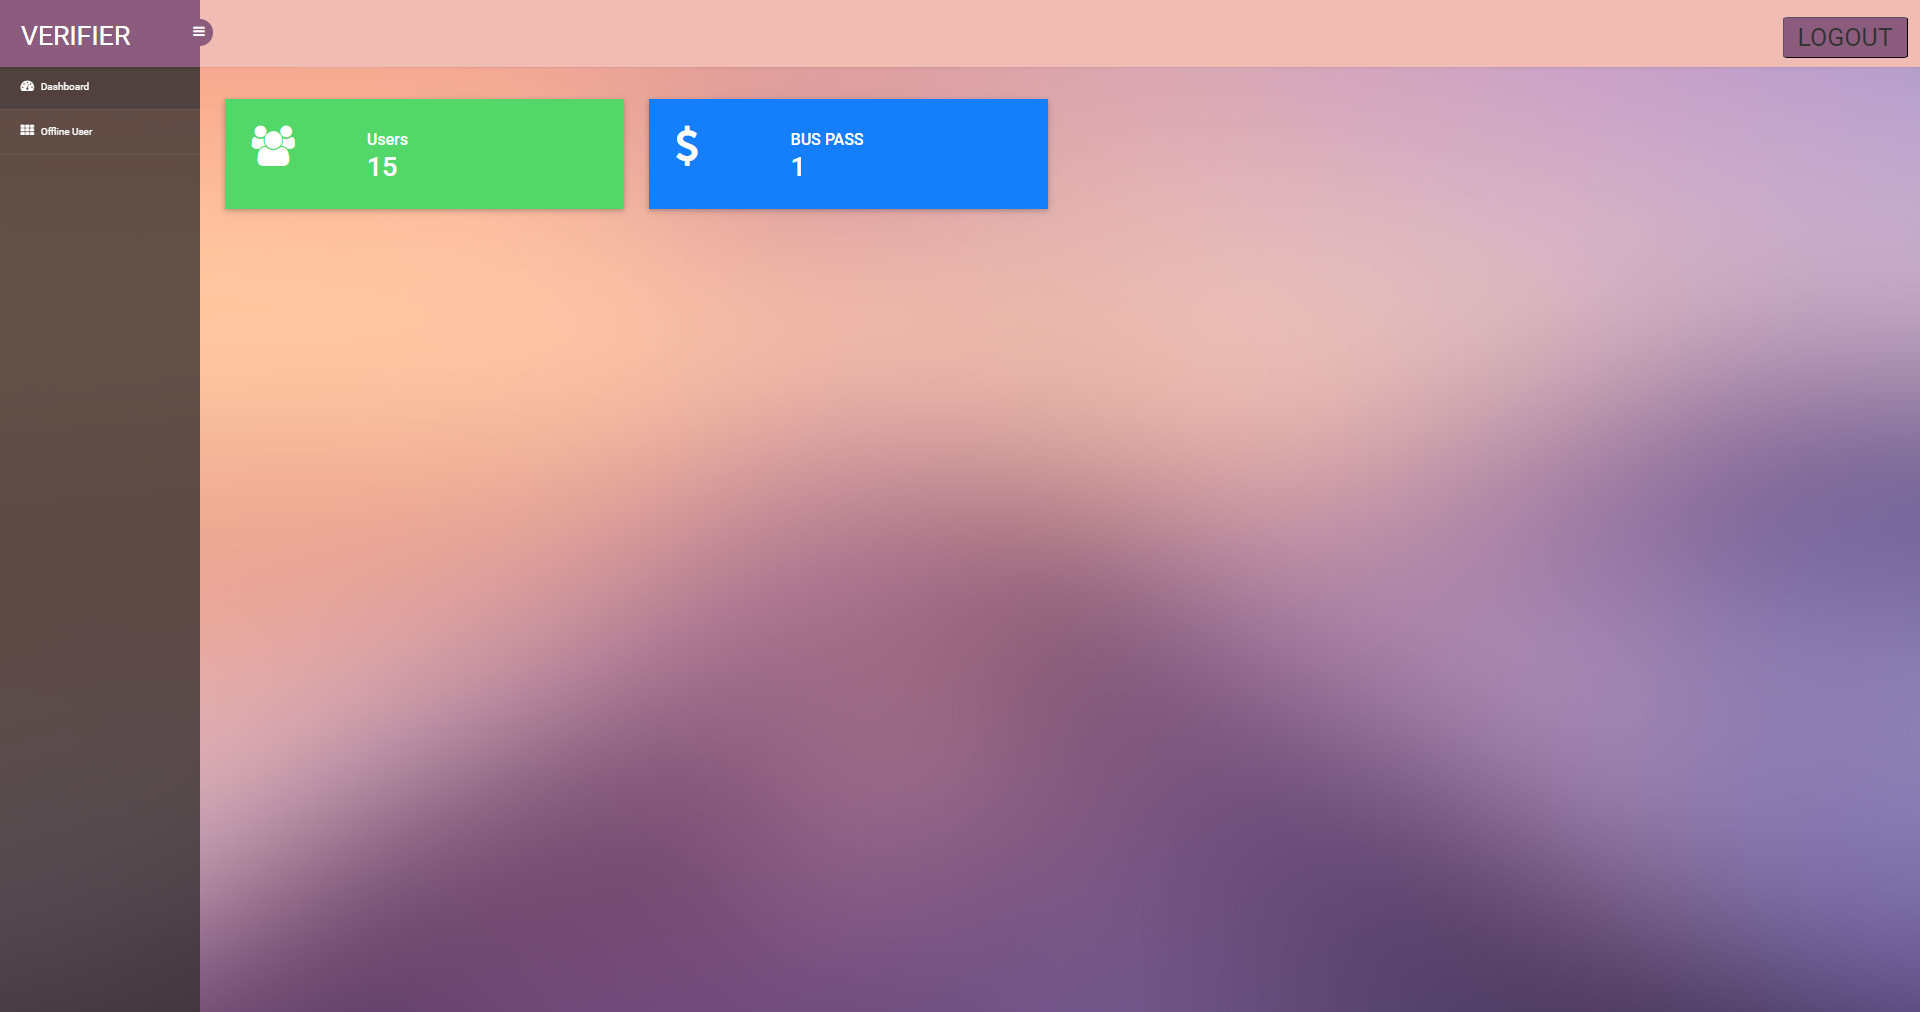 VERIFIER
LOGOUT
Dashboard
Offline User
Users
15
BUS PASS
1